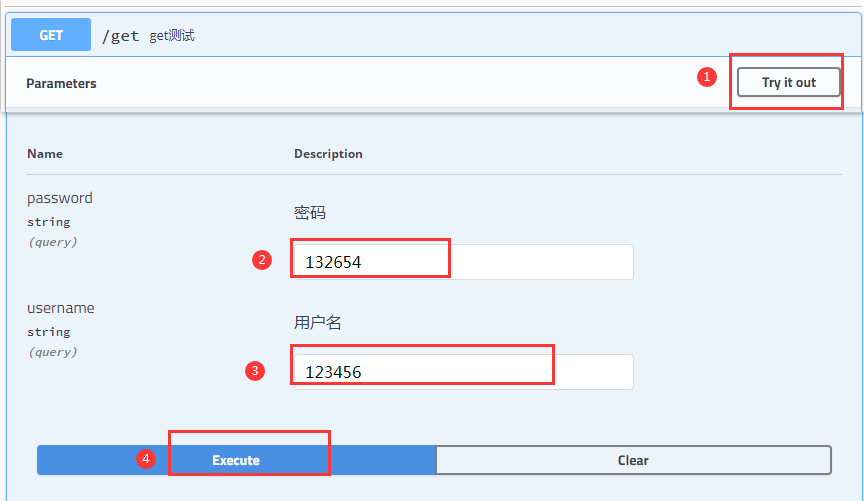 GET /get get测试
Parameters 1 Try it out
Name Description
password
string
(query)
密码
2 132654
username
string
(query)
用户名
3 123456
4 Execute Clear